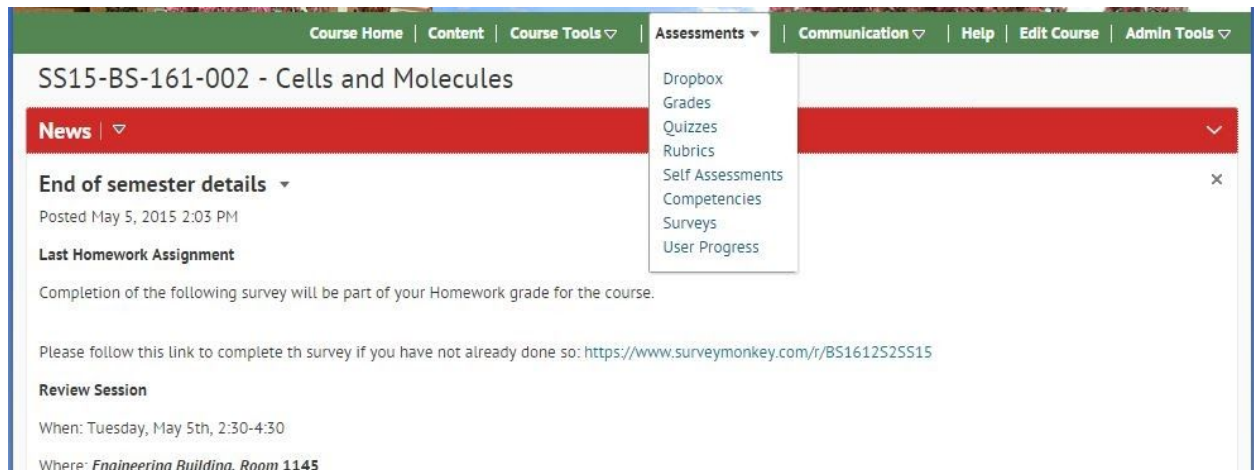 Course Home | Content | Course Tools | Assessments | Communication | Help | Edit Course | Admin Tools
Dropbox
Grades
Quizzes
Rubrics
Self Assessments
Competencies
Surveys
User Progress
SS15-BS-161-002 - Cells and Molecules
News
End of semester details
Posted May 5, 2015 2:03 PM
Last Homework Assignment
Completion of the following survey will be part of your Homework grade for the course.
Please follow this link to complete th survey if you have not already done so: https://www.surveymonkey.com/r/BS1612S2SS15
Review Session
When: Tuesday, May 5th, 2:30-4:30
Where: Engineering Building, Room 1145